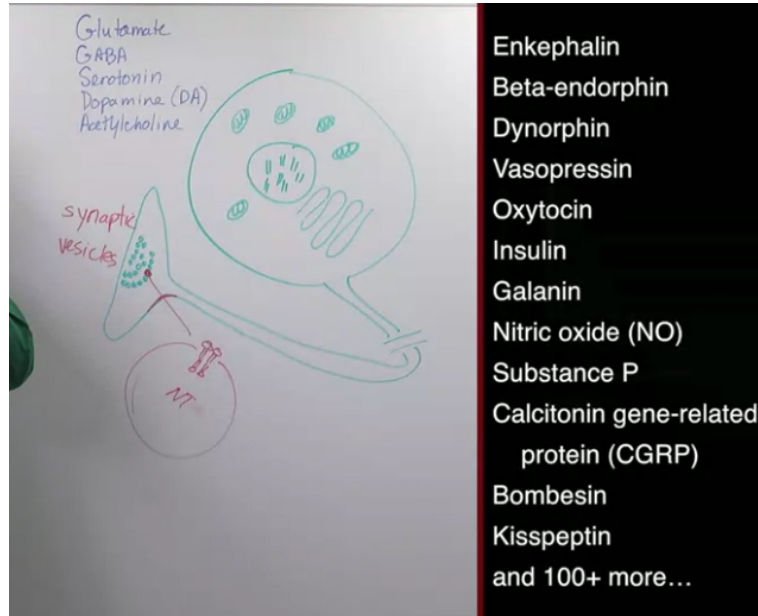 Glutamate
GABA
Serotonin
Dopamine (DA)
Acetylcholine
synaptic
vesicles
NT
Enkephalin
Beta-endorphin
Dynorphin
Vasopressin
Oxytocin
Insulin
Galanin
Nitric oxide (NO)
Substance P
Calcitonin gene-related
protein (CGRP)
Bombesin
Kisspeptin
and 100+ more...